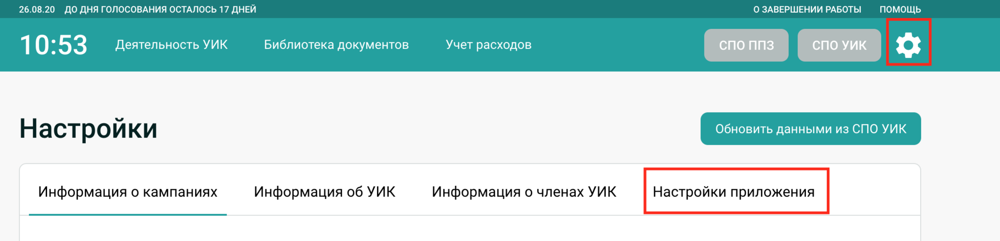 26.08.20 ДО ДНЯ ГОЛОСОВАНИЯ ОСТАЛОСЬ 17 ДНЕЙ О ЗАВЕРШЕНИИ РАБОТЫ ПОМОЩЬ
10:53 Деятельность УИК Библиотека документов Учет расходов СПО ППЗ СПО УИК
Настройки Обновить данными из СПО УИК
Информация о кампаниях Информация об УИК Информация о членах УИК Настройки приложения